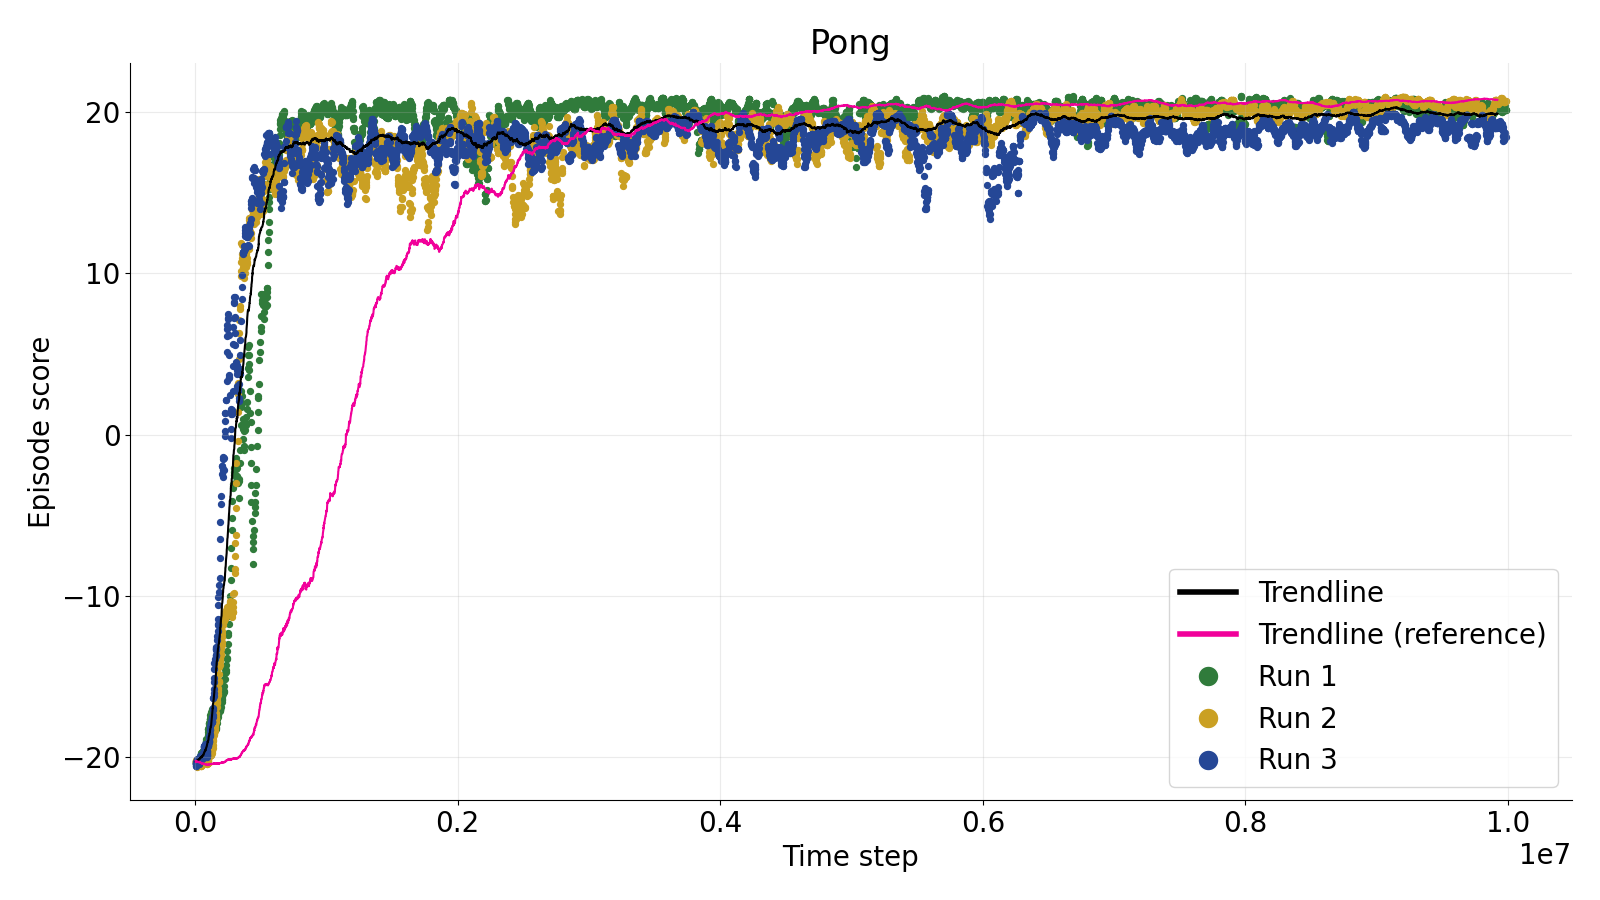 Pong
Episode score
20
10
0
−10
−20
0.0
0.2
0.4
0.6
0.8
1.0
1e7
Time step
Trendline
Trendline (reference)
Run 1
Run 2
Run 3